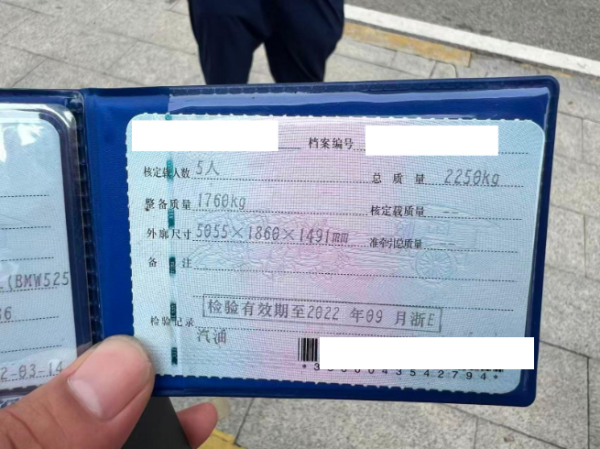 档案编号
核定载人数 5人 总质量 2250kg
整备质量 1760kg 核定载质量 --
外廓尺寸 5055×1860×1491mm 准牵引总质量 --
备注
检验有效期至2022 年09 月浙E
检验记录
汽油
(BMW525
2-03-14